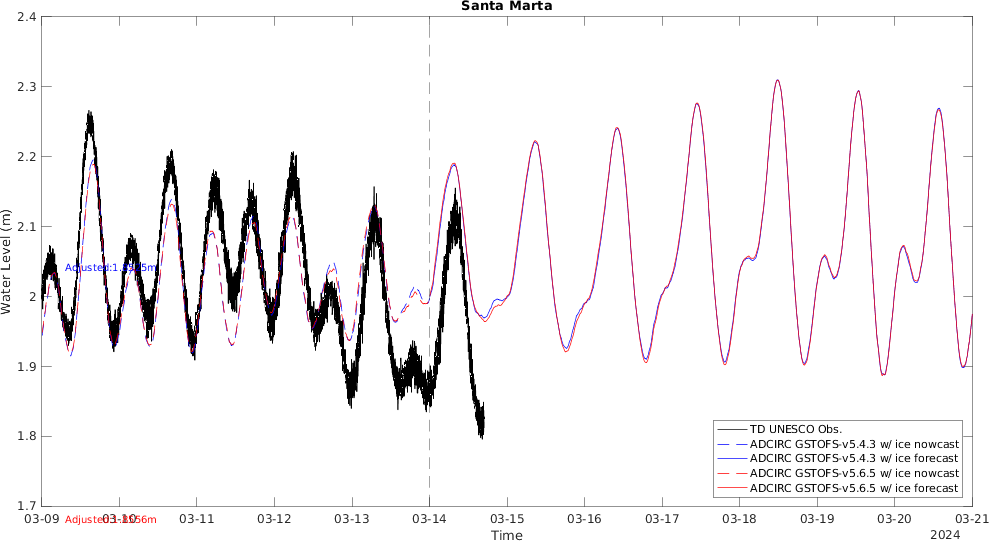 Santa Marta
2.4
2.3
2.2
2.1
2
1.9
1.8
1.7
Water Level (m)
TD UNESCO Obs.
ADCIRC GSTOFS-v5.4.3 w/ ice nowcast
ADCIRC GSTOFS-v5.4.3 w/ ice forecast
ADCIRC GSTOFS-v5.6.5 w/ ice nowcast
ADCIRC GSTOFS-v5.6.5 w/ ice forecast
03-09 03-10 03-11 03-12 03-13 03-14 03-15 03-16 03-17 03-18 03-19 03-20 03-21
Time
2024